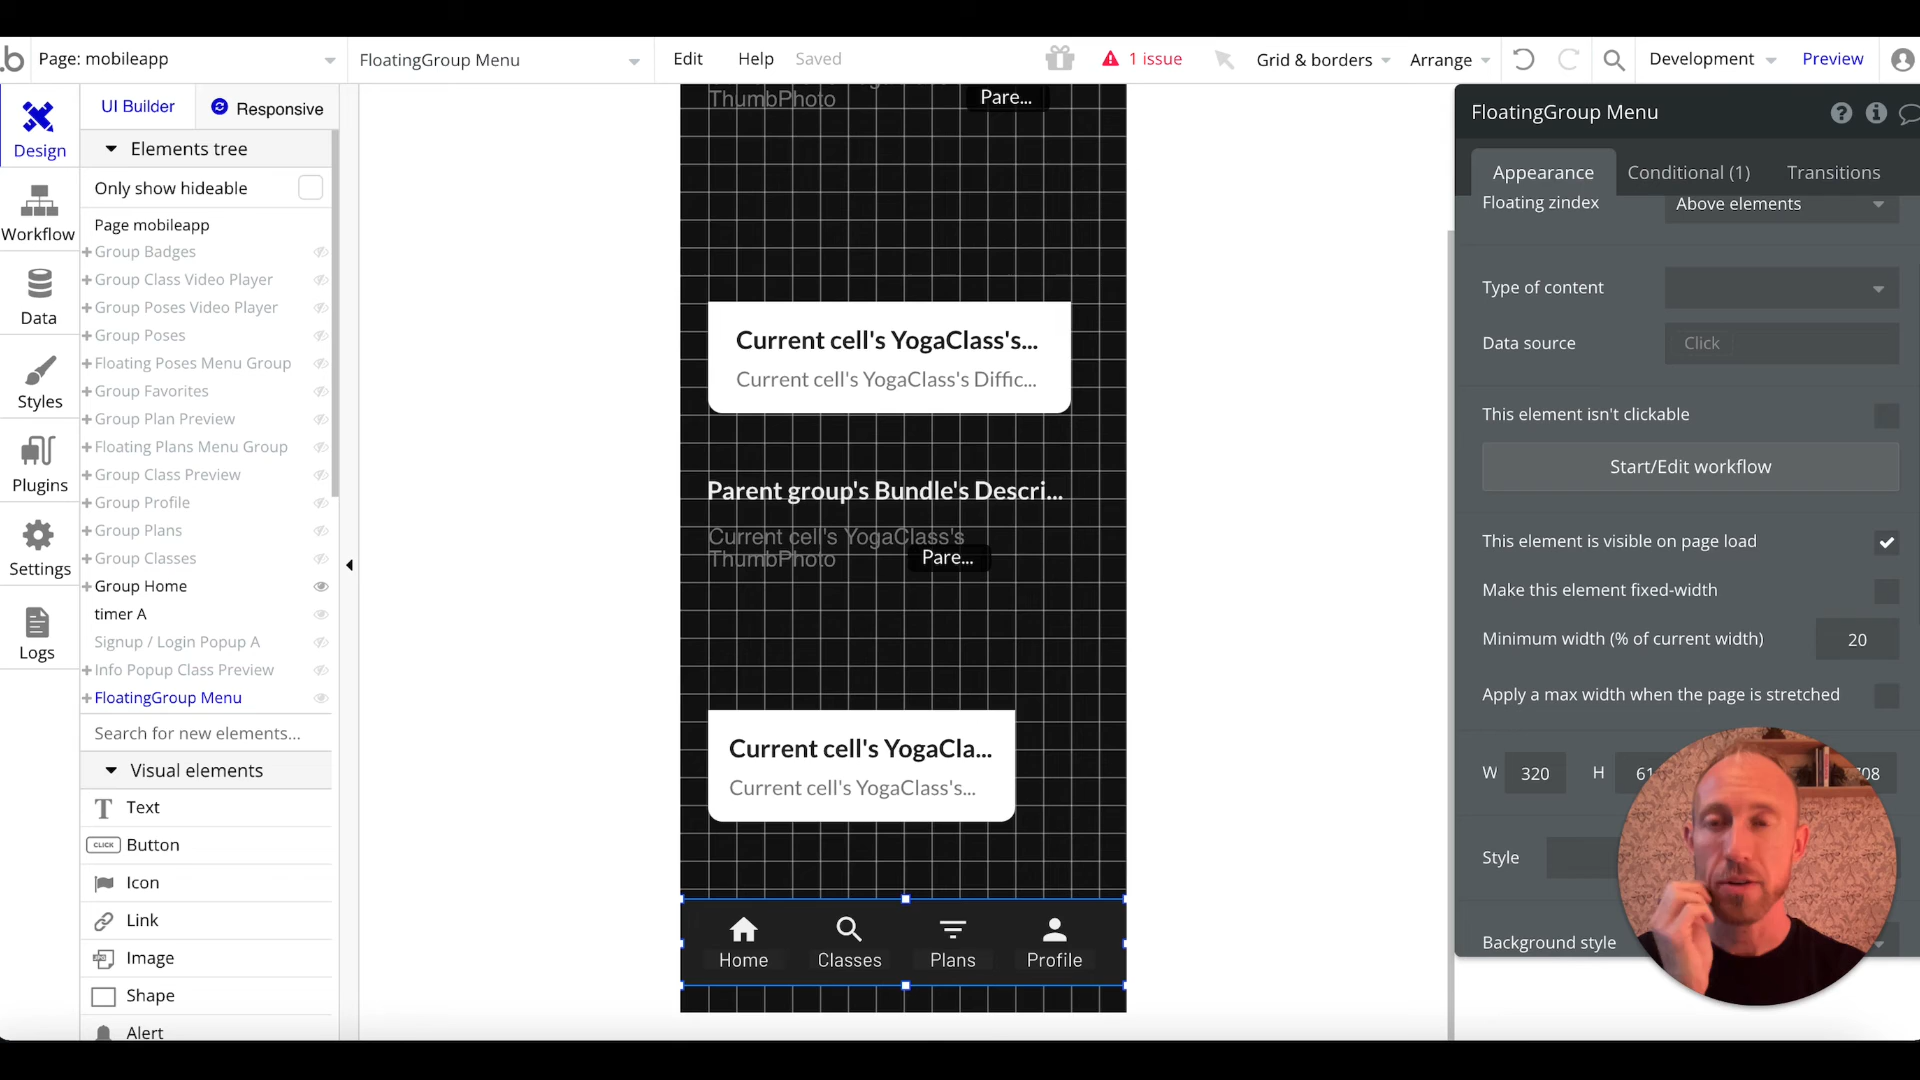 .b
Page: mobileapp
FloatingGroup Menu
Edit
Help
Saved
1 issue
Grid & borders
Arrange
Development
Preview
Design
Workflow
Data
Styles
Plugins
Settings
Logs
UI Builder
Responsive
Elements tree
Only show hideable
Page mobileapp
Group Badges
Group Class Video Player
Group Poses Video Player
Group Poses
Floating Poses Menu Group
Group Favorites
Group Plan Preview
Floating Plans Menu Group
Group Class Preview
Group Profile
Group Plans
Group Classes
Group Home
timer A
Signup / Login Popup A
Info Popup Class Preview
FloatingGroup Menu
Search for new elements...
Visual elements
Text
CLICK Button
Icon
Link
Image
Shape
Alert
ThumbPhoto
Pare...
Current cell's YogaClass's...
Current cell's YogaClass's Diffic...
Parent group's Bundle's Descri...
Current cell's YogaClass's
ThumbPhoto
Pare...
Current cell's YogaCla...
Current cell's YogaClass's...
Home
Classes
Plans
Profile
FloatingGroup Menu
Appearance
Conditional (1)
Transitions
Floating zindex
Above elements
Type of content
Data source
Click
This element isn't clickable
Start/Edit workflow
This element is visible on page load
Make this element fixed-width
Minimum width (% of current width)
20
Apply a max width when the page is stretched
W
320
H
Style
Background style